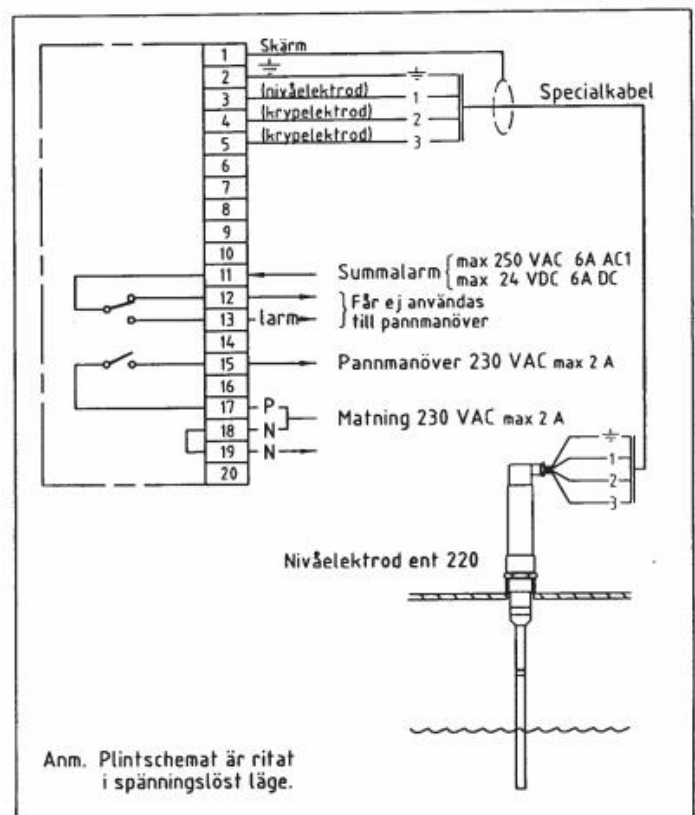 1 Skärm
2
3 (nivåelektrod) 1
4 (krypelektrod) 2
5 (krypelektrod) 3
Specialkabel
6
7
8
9
10
11 Summalarm { max 250 VAC 6A AC1
max 24 VDC 6A DC
12 } Får ej användas
13 larm till pannmanöver
14
15 Pannmanöver 230 VAC max 2 A
16
17 P
Matning 230 VAC max 2 A
18 N
19 N
20
1
2
3
Nivåelektrod ent 220
Anm. Plintschemat är ritat
i spänningslöst läge.